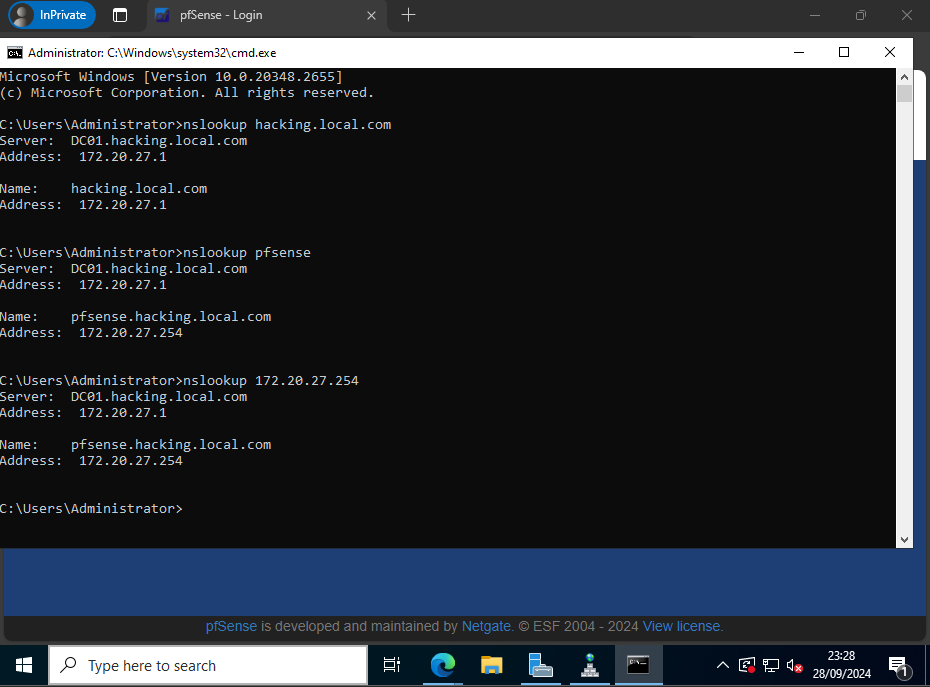 InPrivate
pfSense - Login
Administrator: C:\Windows\system32\cmd.exe
Microsoft Windows [Version 10.0.20348.2655]
(c) Microsoft Corporation. All rights reserved.
C:\Users\Administrator>nslookup hacking.local.com
Server:  DC01.hacking.local.com
Address:  172.20.27.1
Name:    hacking.local.com
Address:  172.20.27.1
C:\Users\Administrator>nslookup pfsense
Server:  DC01.hacking.local.com
Address:  172.20.27.1
Name:    pfsense.hacking.local.com
Address:  172.20.27.254
C:\Users\Administrator>nslookup 172.20.27.254
Server:  DC01.hacking.local.com
Address:  172.20.27.1
Name:    pfsense.hacking.local.com
Address:  172.20.27.254
C:\Users\Administrator>
pfSense is developed and maintained by Netgate. © ESF 2004 - 2024 View license.
Type here to search
23:28
28/09/2024
1